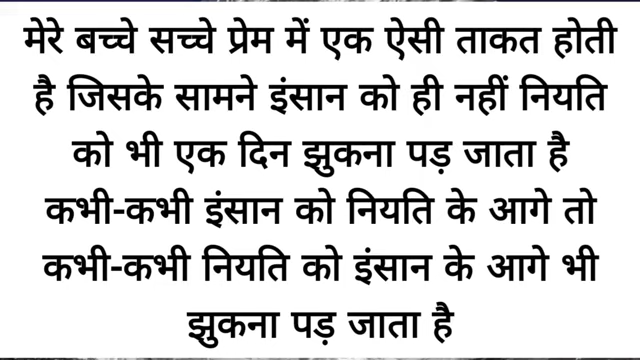 मेरे बच्चे सच्चे प्रेम में एक ऐसी ताकत होती
है जिसके सामने इंसान को ही नहीं नियति
को भी एक दिन झुकना पड़ जाता है
कभी-कभी इंसान को नियति के आगे तो
कभी-कभी नियति को इंसान के आगे भी
झुकना पड़ जाता है